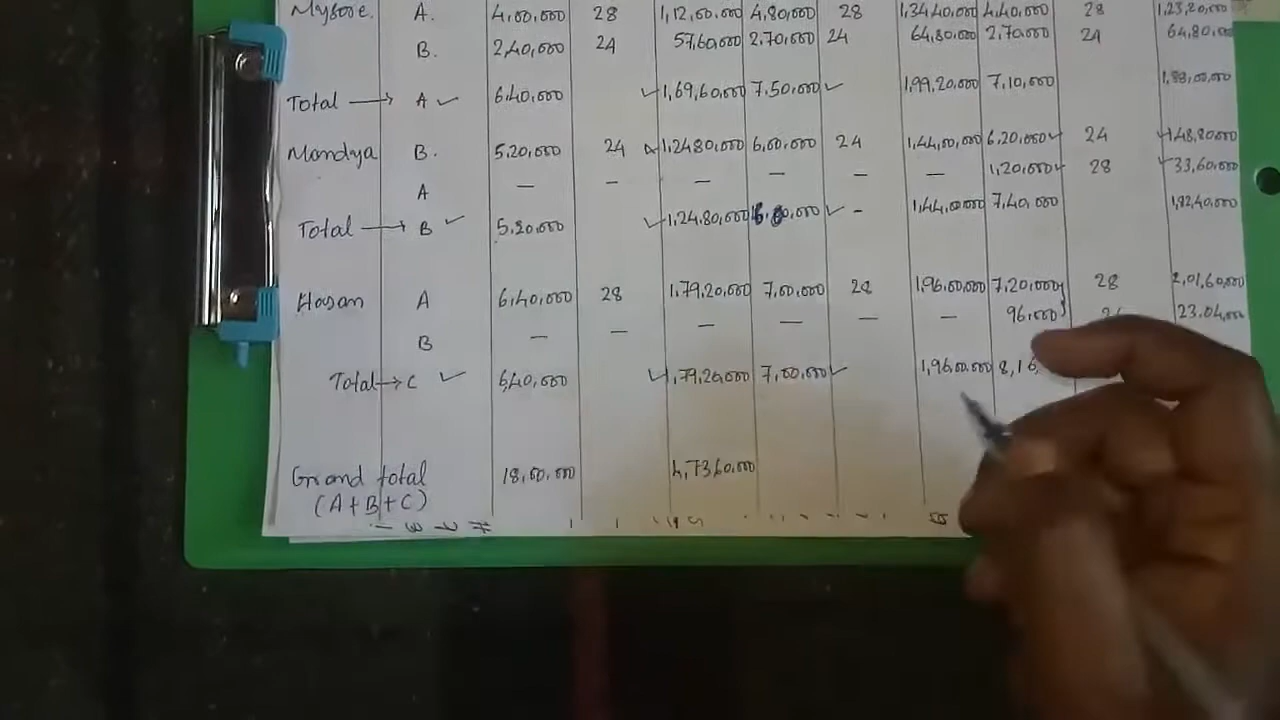 Mysore. A. 4,00,000 28 1,12,00,000 4,80,000 28 1,34,40,000 4,40,000 28 1,23,20,000
B. 2,40,000 24 57,60,000 2,70,000 24 64,80,000 2,70,000 24 64,80,000
Total → A ✓ 6,40,000 ✓ 1,69,60,000 7,50,000 ✓ 1,99,20,000 7,10,000 1,88,00,000
Mandya B. 5,20,000 24 1,24,80,000 6,00,000 24 1,44,00,000 6,20,000 24 1,48,80,000
A — — — — — — 1,20,000 28 33,60,000
Total → B ✓ 5,20,000 ✓ 1,24,80,000 ✓ - 1,44,00,000 7,40,000 1,82,40,000
Hasan A 6,40,000 28 1,79,20,000 7,00,000 28 1,96,00,000 7,20,000 28 2,01,60,000
B — — — — — — 96,000 23,04,000
Total → C ✓ 6,40,000 ✓ 1,79,20,000 7,00,000 ✓ 1,96,00,000 8,16,
Grand total 18,00,000 4,73,60,000
(A+B+C)